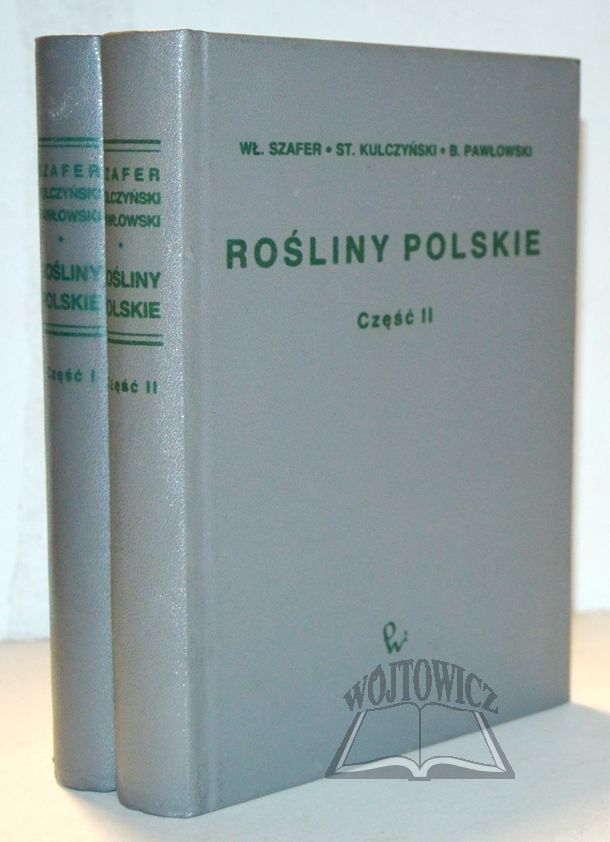 WŁ. SZAFER • ST. KULCZYŃSKI • B. PAWŁOWSKI
ROŚLINY POLSKIE
Część II
WÓJTOWICZ
SZAFER
KULCZYŃSKI
PAWŁOWSKI
ROŚLINY
POLSKIE
Część I
SZAFER
KULCZYŃSKI
PAWŁOWSKI
ROŚLINY
POLSKIE
Część II